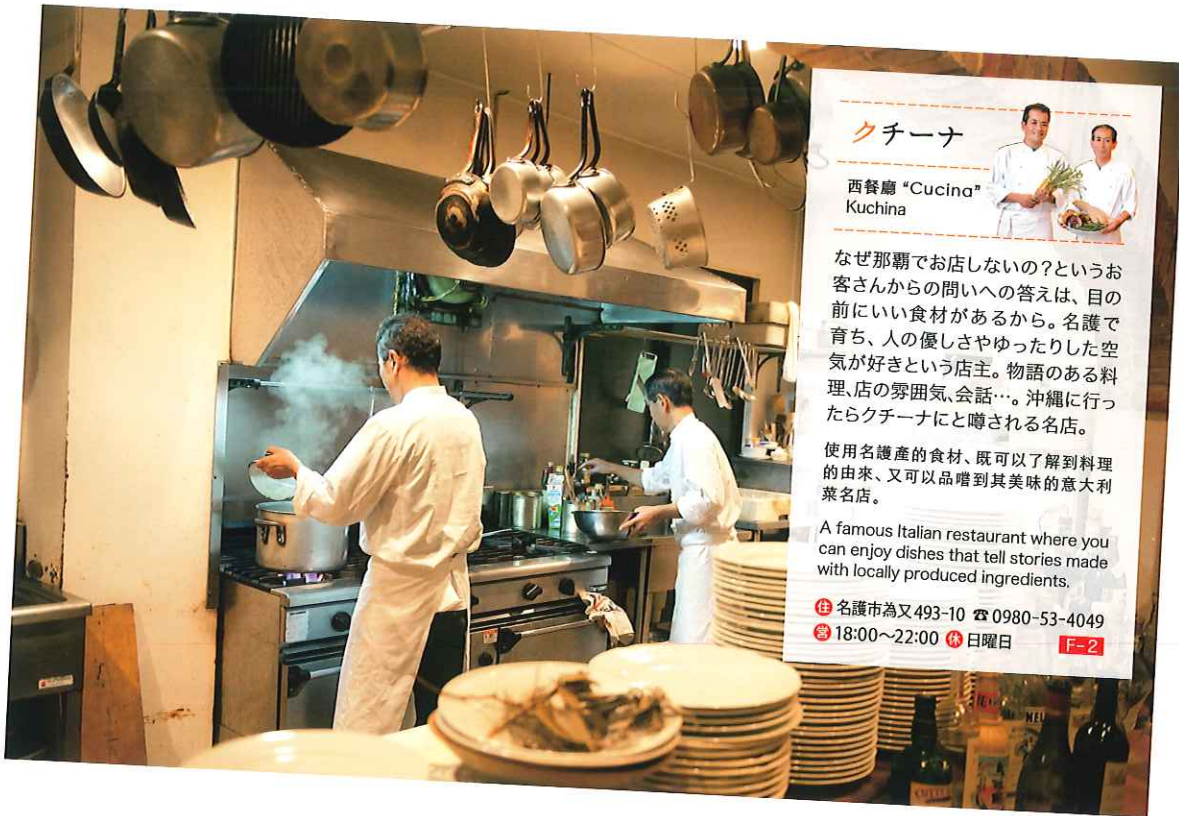 クチーナ
西餐廳 “Cucina”
Kuchina
なぜ那覇でお店しないの?というお
客さんからの問いへの答えは、目の
前にいい食材があるから。名護で
育ち、人の優しさやゆったりした空
気が好きという店主。物語のある料
理、店の雰囲気、会話…。沖縄に行っ
たらクチーナにと噂される名店。
使用名護產的食材、既可以了解到料理
的由來、又可以品嚐到其美味的意大利
菜名店。
A famous Italian restaurant where you
can enjoy dishes that tell stories made
with locally produced ingredients.
住 名護市為又493-10 ☎ 0980-53-4049
営 18:00〜22:00 休 日曜日 F-2